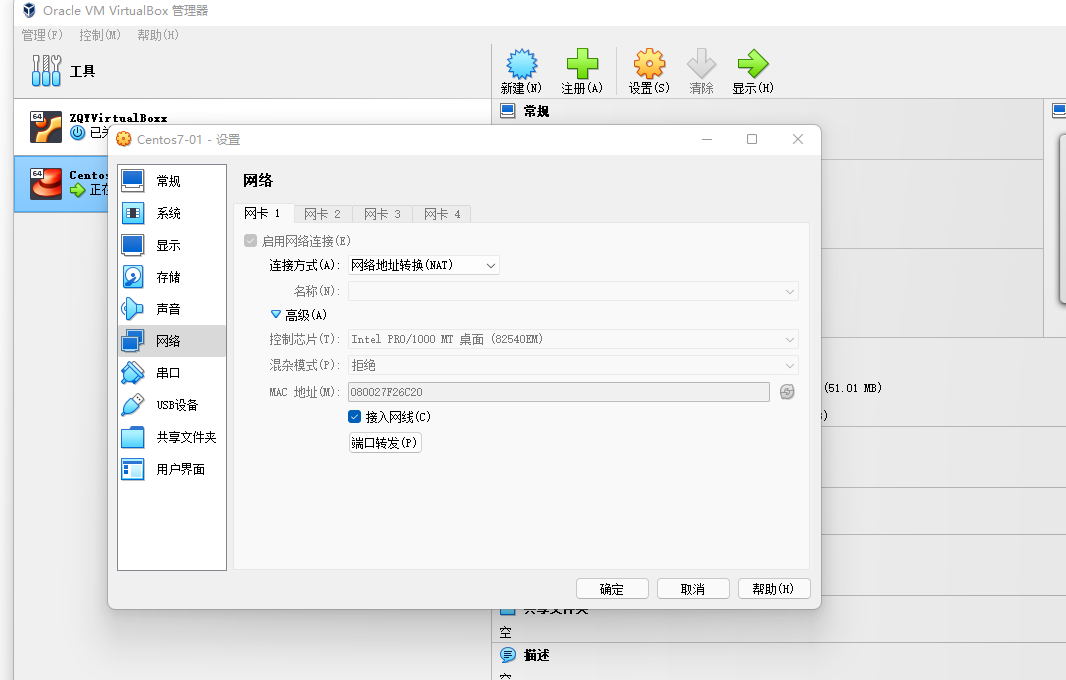 Oracle VM VirtualBox 管理器
管理(F) 控制(M) 帮助(H)
工具
新建(N) 注册(A) 设置(S) 清除 显示(H)
64 ZQYVirtualBoxx
已关
64 Centos
正在
常规
Centos7-01 - 设置
常规
系统
显示
存储
声音
网络
串口
USB设备
共享文件夹
用户界面
网络
网卡 1 网卡 2 网卡 3 网卡 4
启用网络连接(E)
连接方式(A): 网络地址转换(NAT)
名称(N):
高级(A)
控制芯片(T): Intel PRO/1000 MT 桌面 (82540EM)
混杂模式(P): 拒绝
MAC 地址(M): 080027F26C20
接入网线(C)
端口转发(P)
确定 取消 帮助(H)
(51.01 MB)
共享文件夹
空
描述
空